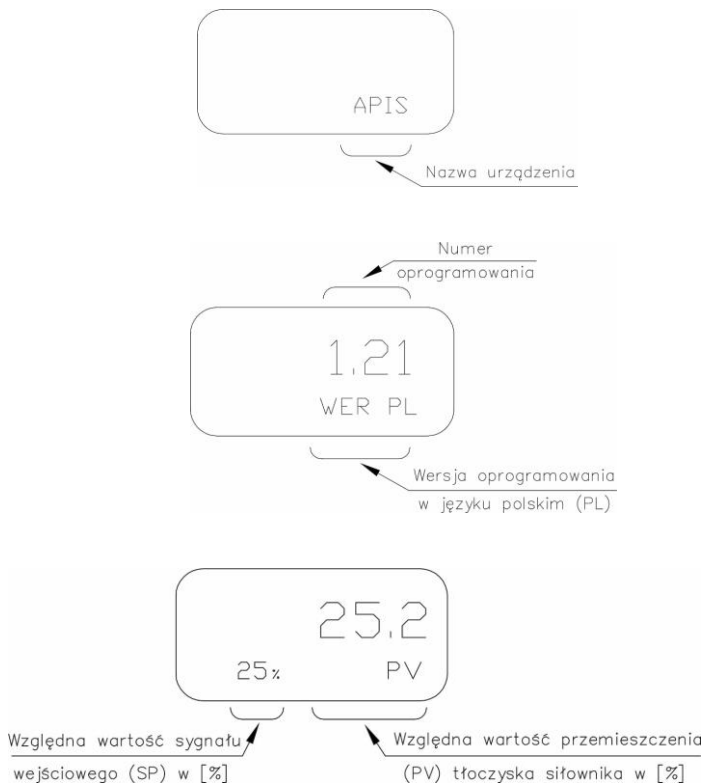 APIS
Nazwa urządzenia
Numer
oprogramowania
1.21
WER PL
Wersja oprogramowania
w języku polskim (PL)
25.2
25% PV
Względna wartość sygnału
wejściowego (SP) w [%]
Względna wartość przemieszczenia
(PV) tłoczyska siłownika w [%]